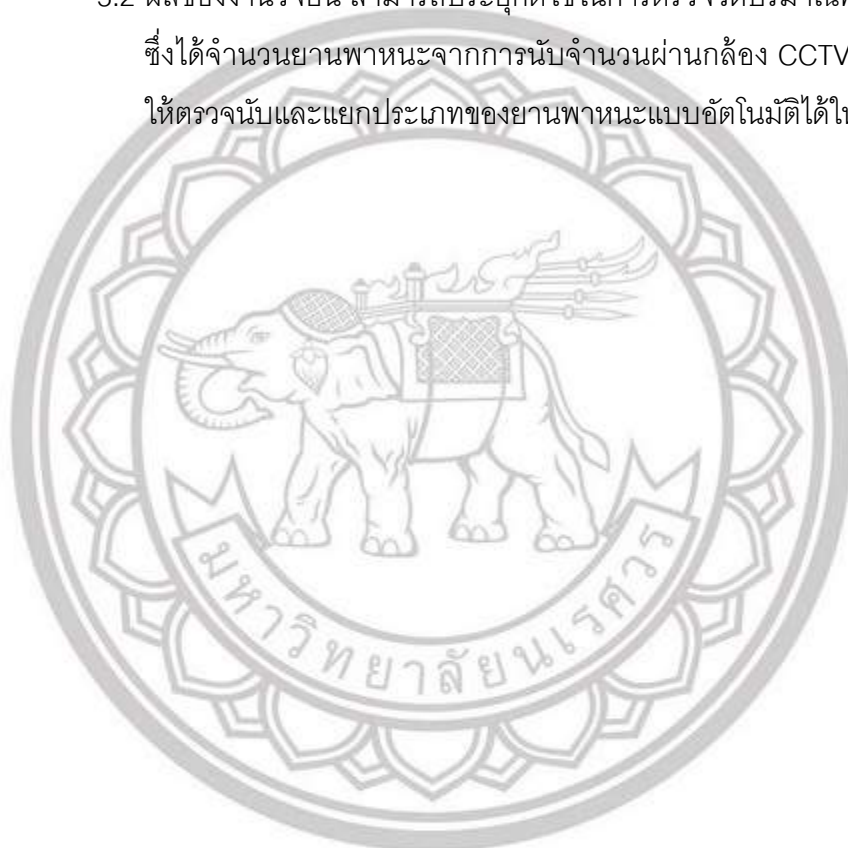 ซึ่งได้จำนวนยานพาหนะจากการนับจำนวนผ่านกล้อง CCTV
ให้ตรวจนับและแยกประเภทของยานพาหนะแบบอัตโนมัติได้ใน
มหาวิทยาลัยนเรศวร